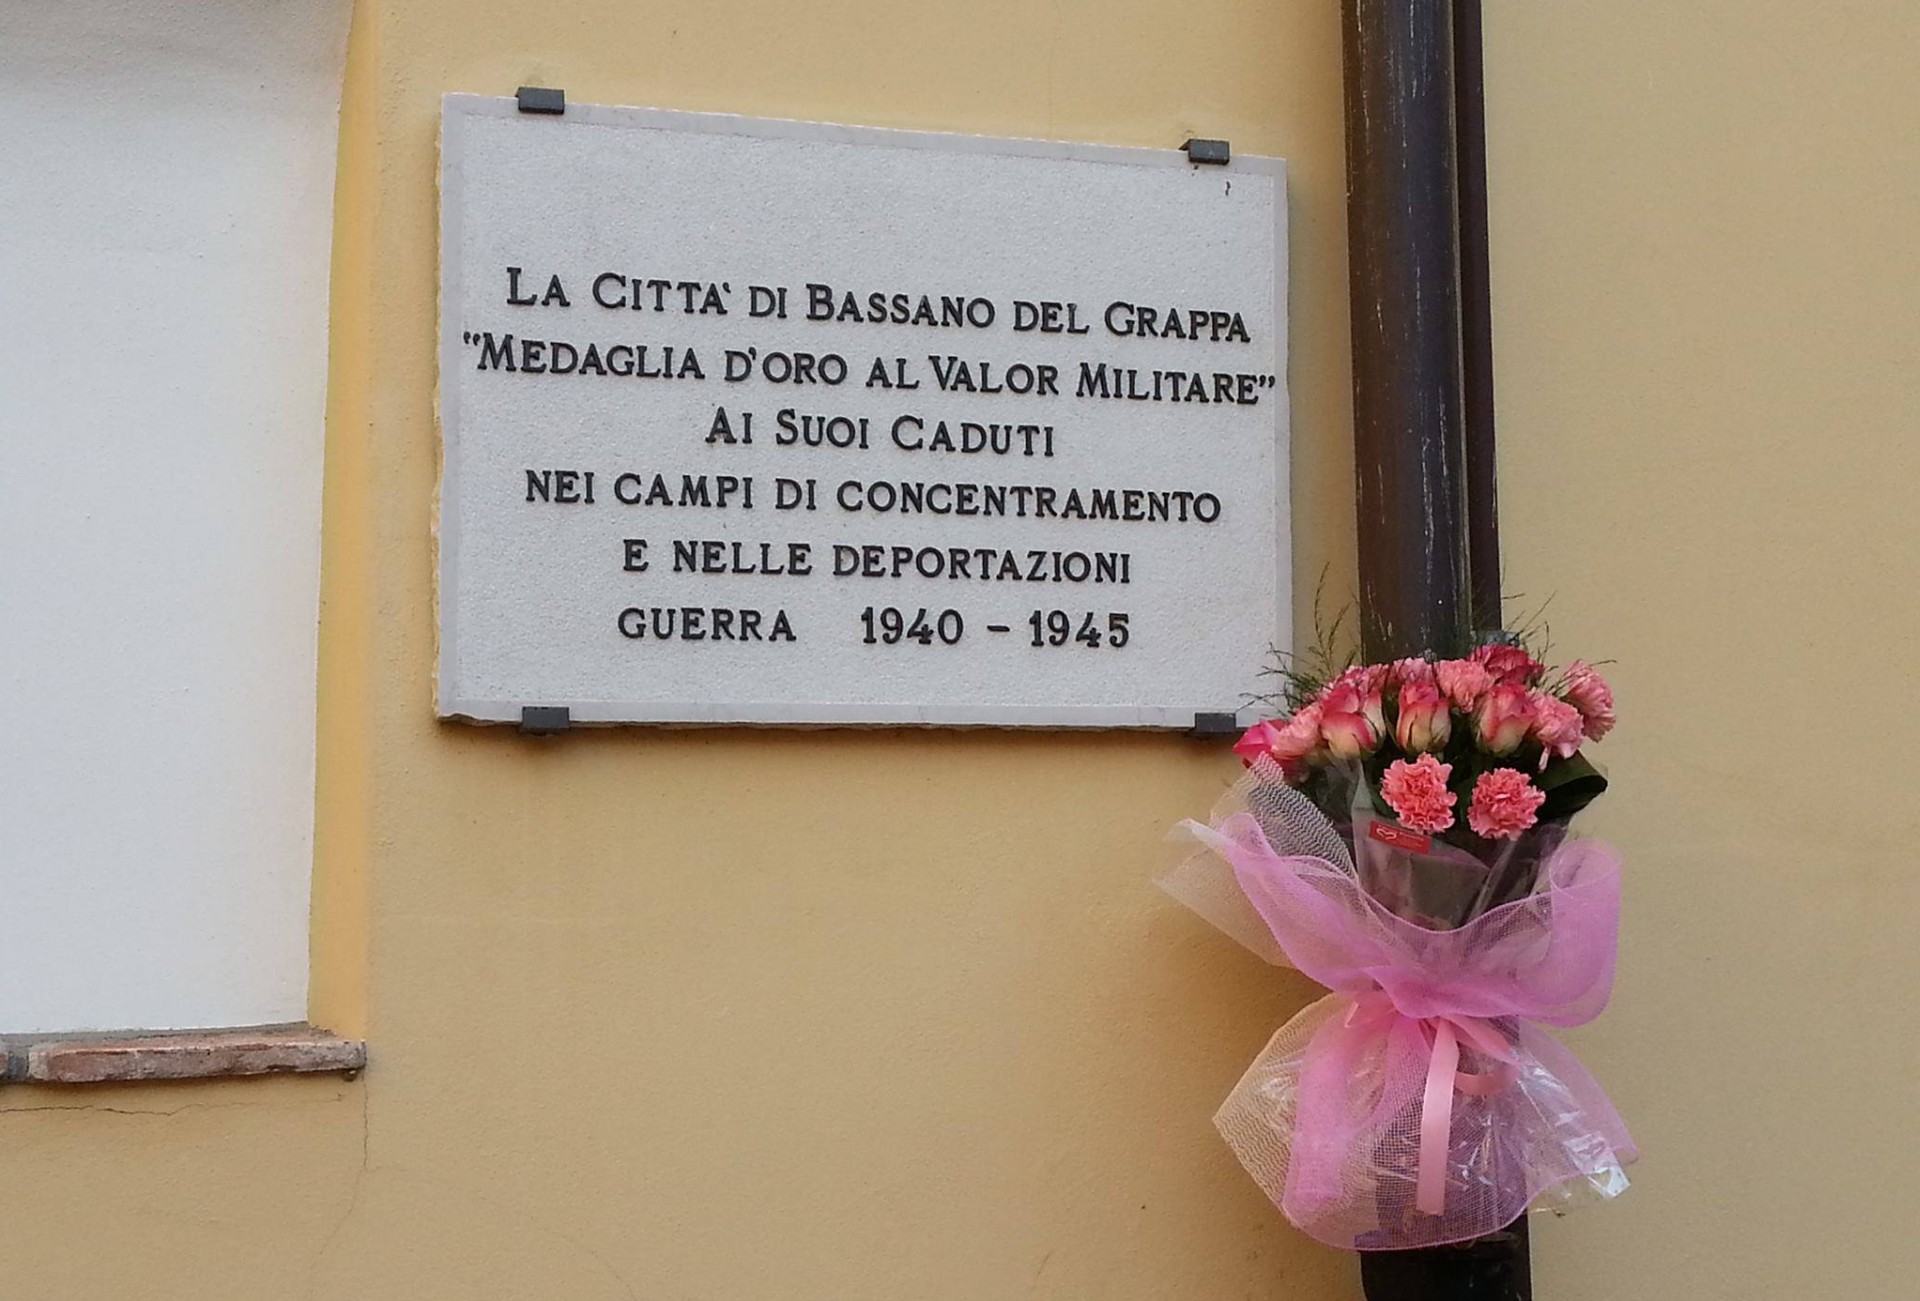 LA CITTA' DI BASSANO DEL GRAPPA
"MEDAGLIA D'ORO AL VALOR MILITARE"
AI SUOI CADUTI
NEI CAMPI DI CONCENTRAMENTO
E NELLE DEPORTAZIONI
GUERRA 1940 - 1945